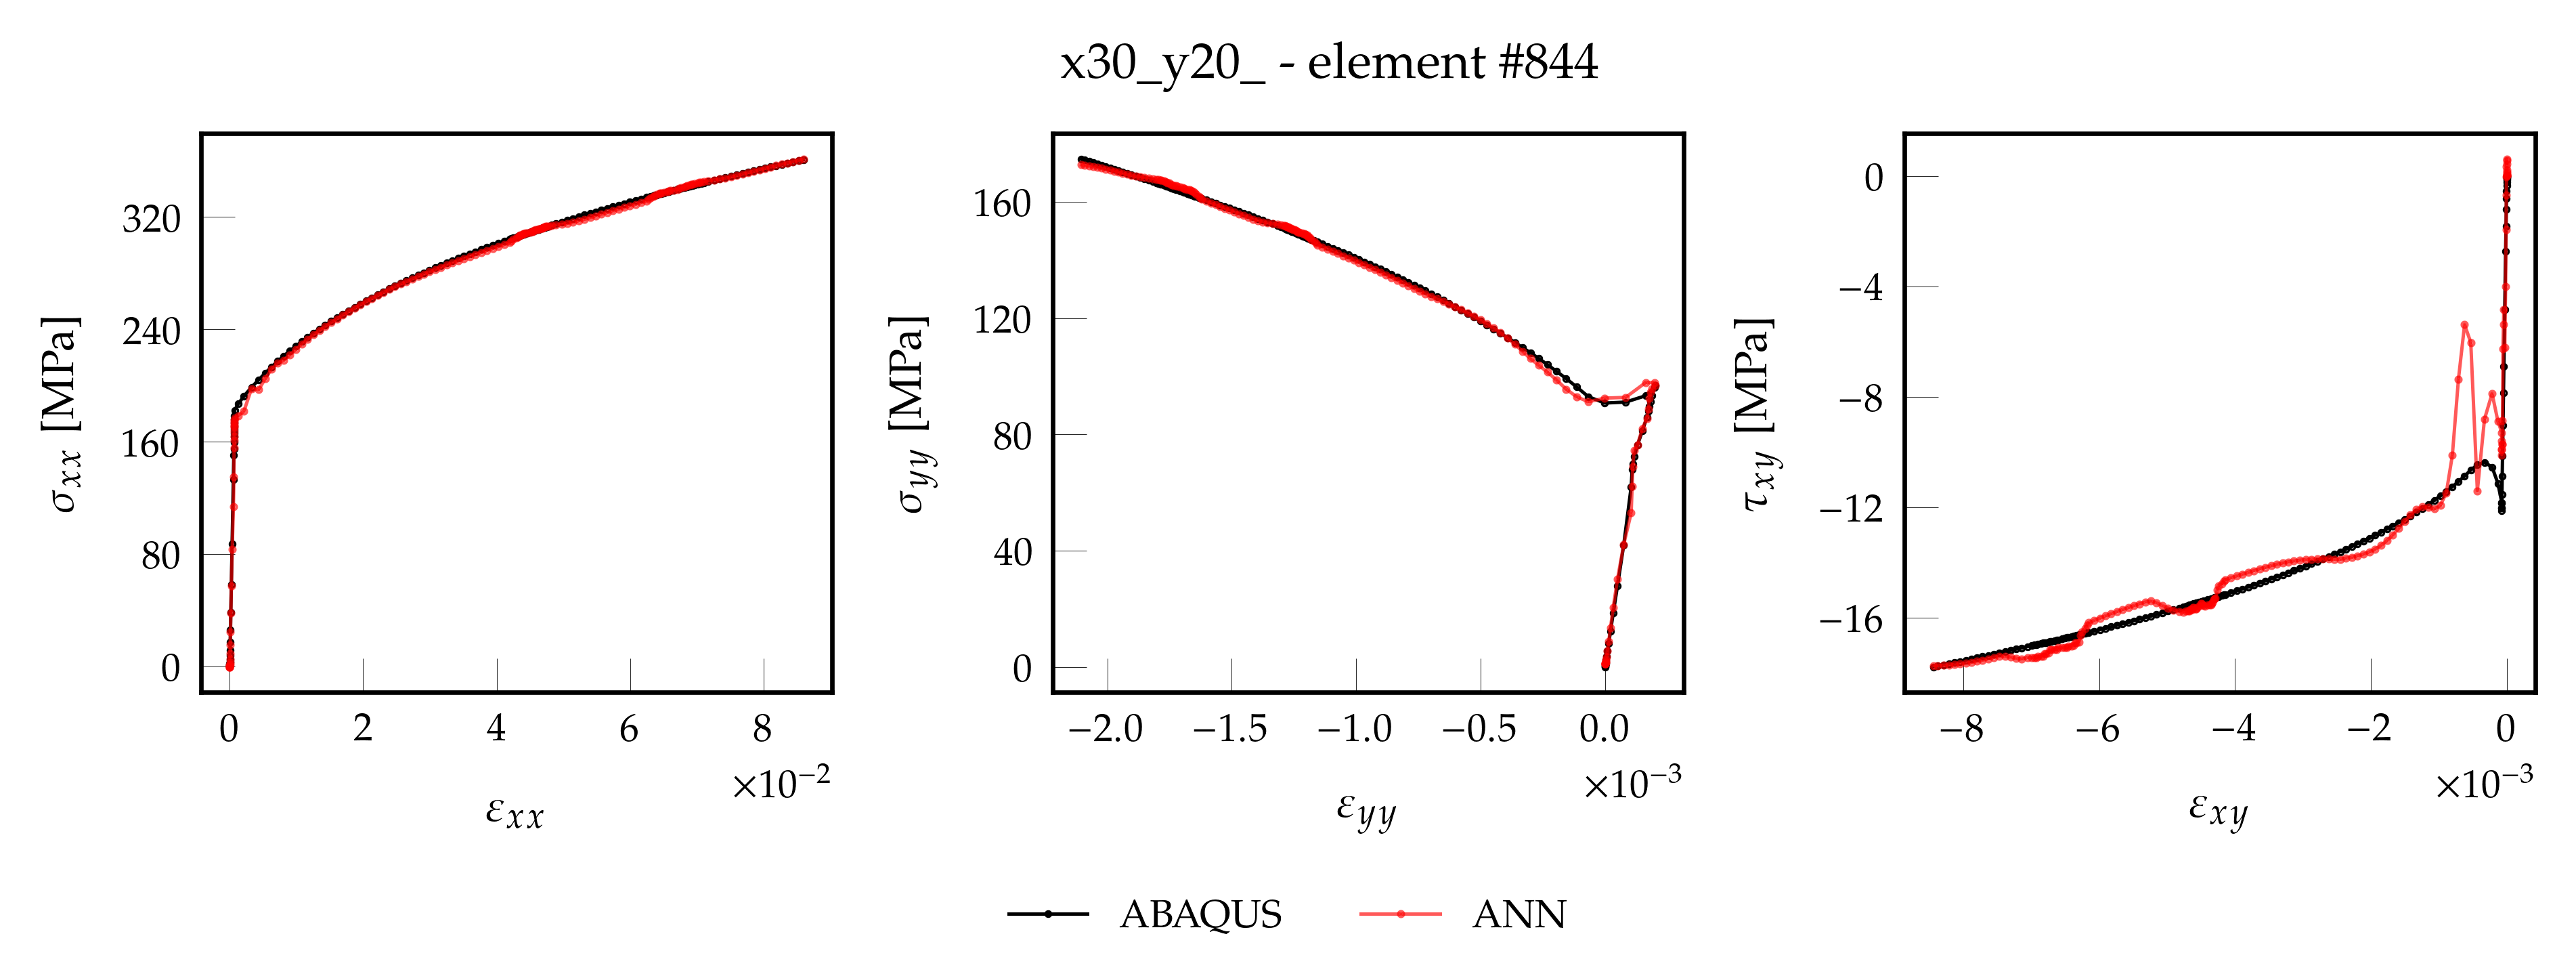 x30_y20_ - element #844
σxx [MPa]
320
240
160
80
0
0 2 4 6 8
×10−2
εxx
σyy [MPa]
160
120
80
40
0
−2.0 −1.5 −1.0 −0.5 0.0
×10−3
εyy
τxy [MPa]
0
−4
−8
−12
−16
−8 −6 −4 −2 0
×10−3
εxy
ABAQUS ANN